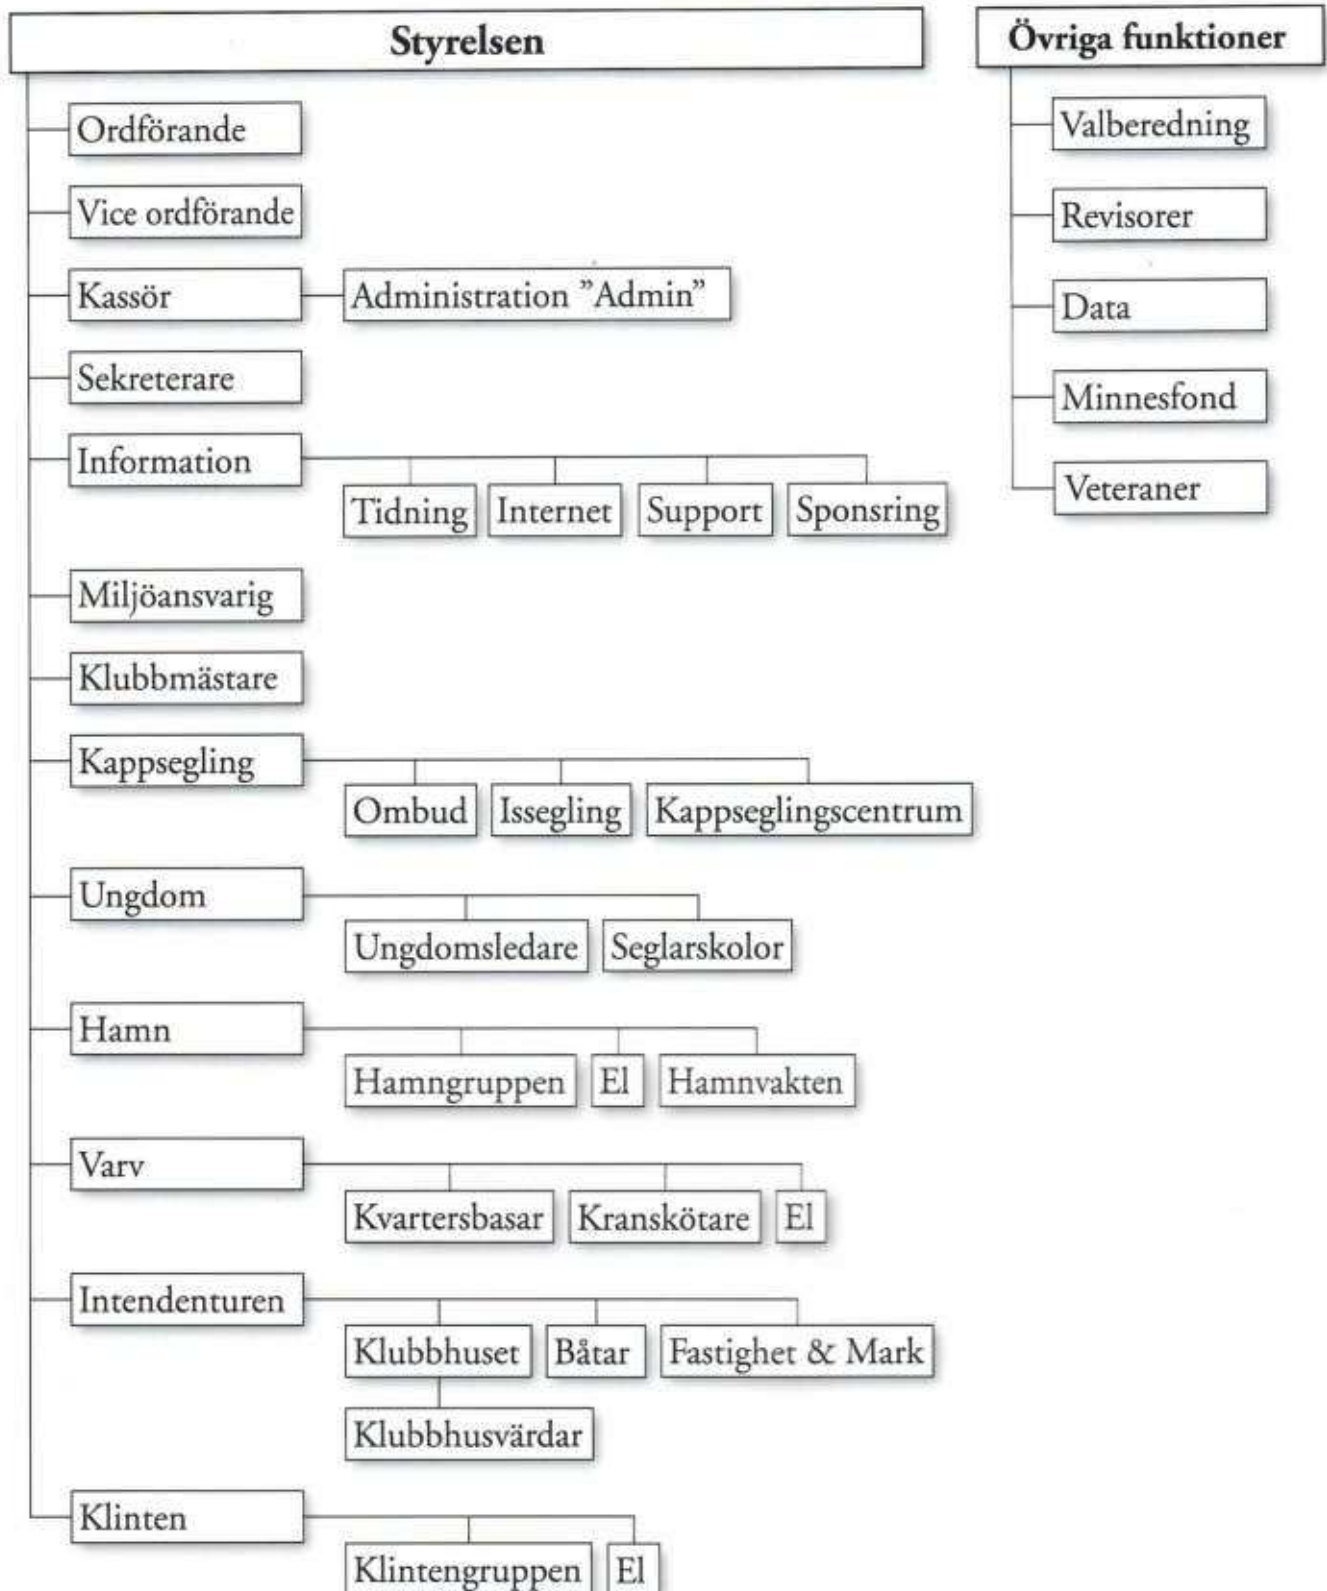 Styrelsen
Ordförande
Vice ordförande
Kassör
Administration ”Admin”
Sekreterare
Information
Tidning
Internet
Support
Sponsring
Miljöansvarig
Klubbmästare
Kappsegling
Ombud
Issegling
Kappseglingscentrum
Ungdom
Ungdomsledare
Seglarskolor
Hamn
Hamngruppen
El
Hamnvakten
Varv
Kvartersbasar
Kranskötare
El
Intendenturen
Klubbhuset
Båtar
Fastighet & Mark
Klubbhusvärdar
Klinten
Klintengruppen
El
Övriga funktioner
Valberedning
Revisorer
Data
Minnesfond
Veteraner